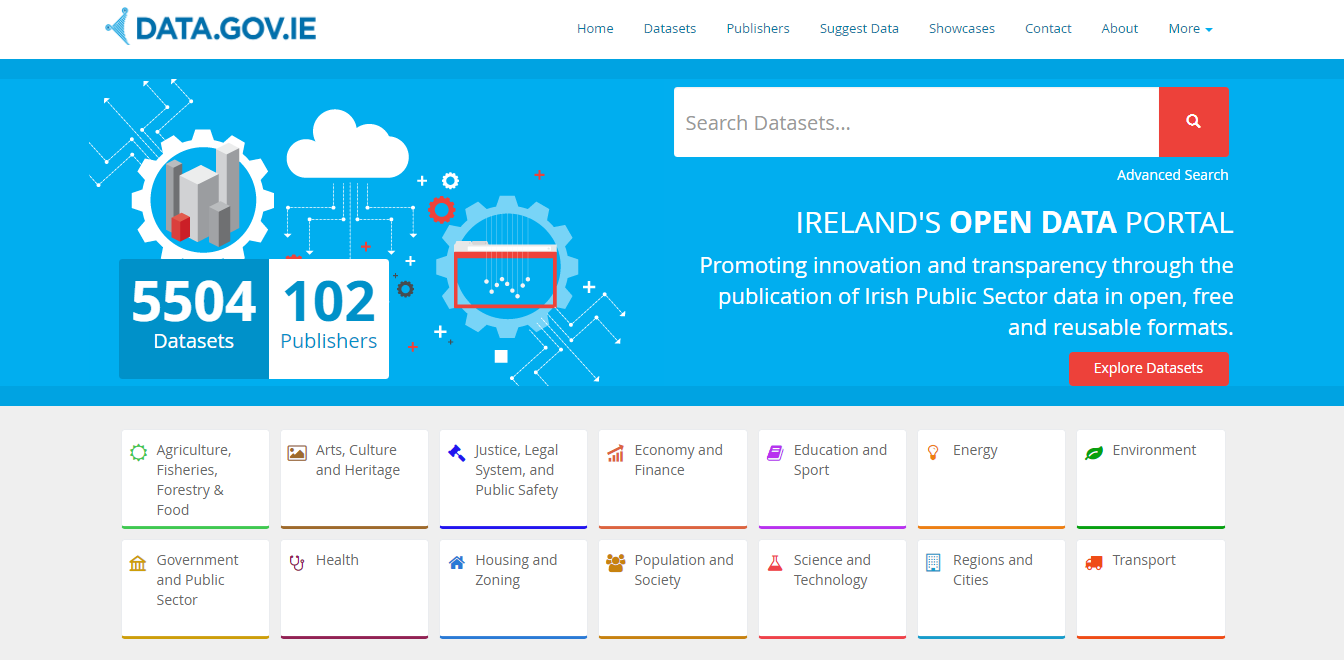 DATA.GOV.IE
Home
Datasets
Publishers
Suggest Data
Showcases
Contact
About
More
Search Datasets...
Advanced Search
IRELAND'S OPEN DATA PORTAL
Promoting innovation and transparency through the
publication of Irish Public Sector data in open, free
and reusable formats.
5504
Datasets
102
Publishers
Explore Datasets
Agriculture,
Fisheries,
Forestry &
Food
Arts, Culture
and Heritage
Justice, Legal
System, and
Public Safety
Economy and
Finance
Education and
Sport
Energy
Environment
Government
and Public
Sector
Health
Housing and
Zoning
Population and
Society
Science and
Technology
Regions and
Cities
Transport